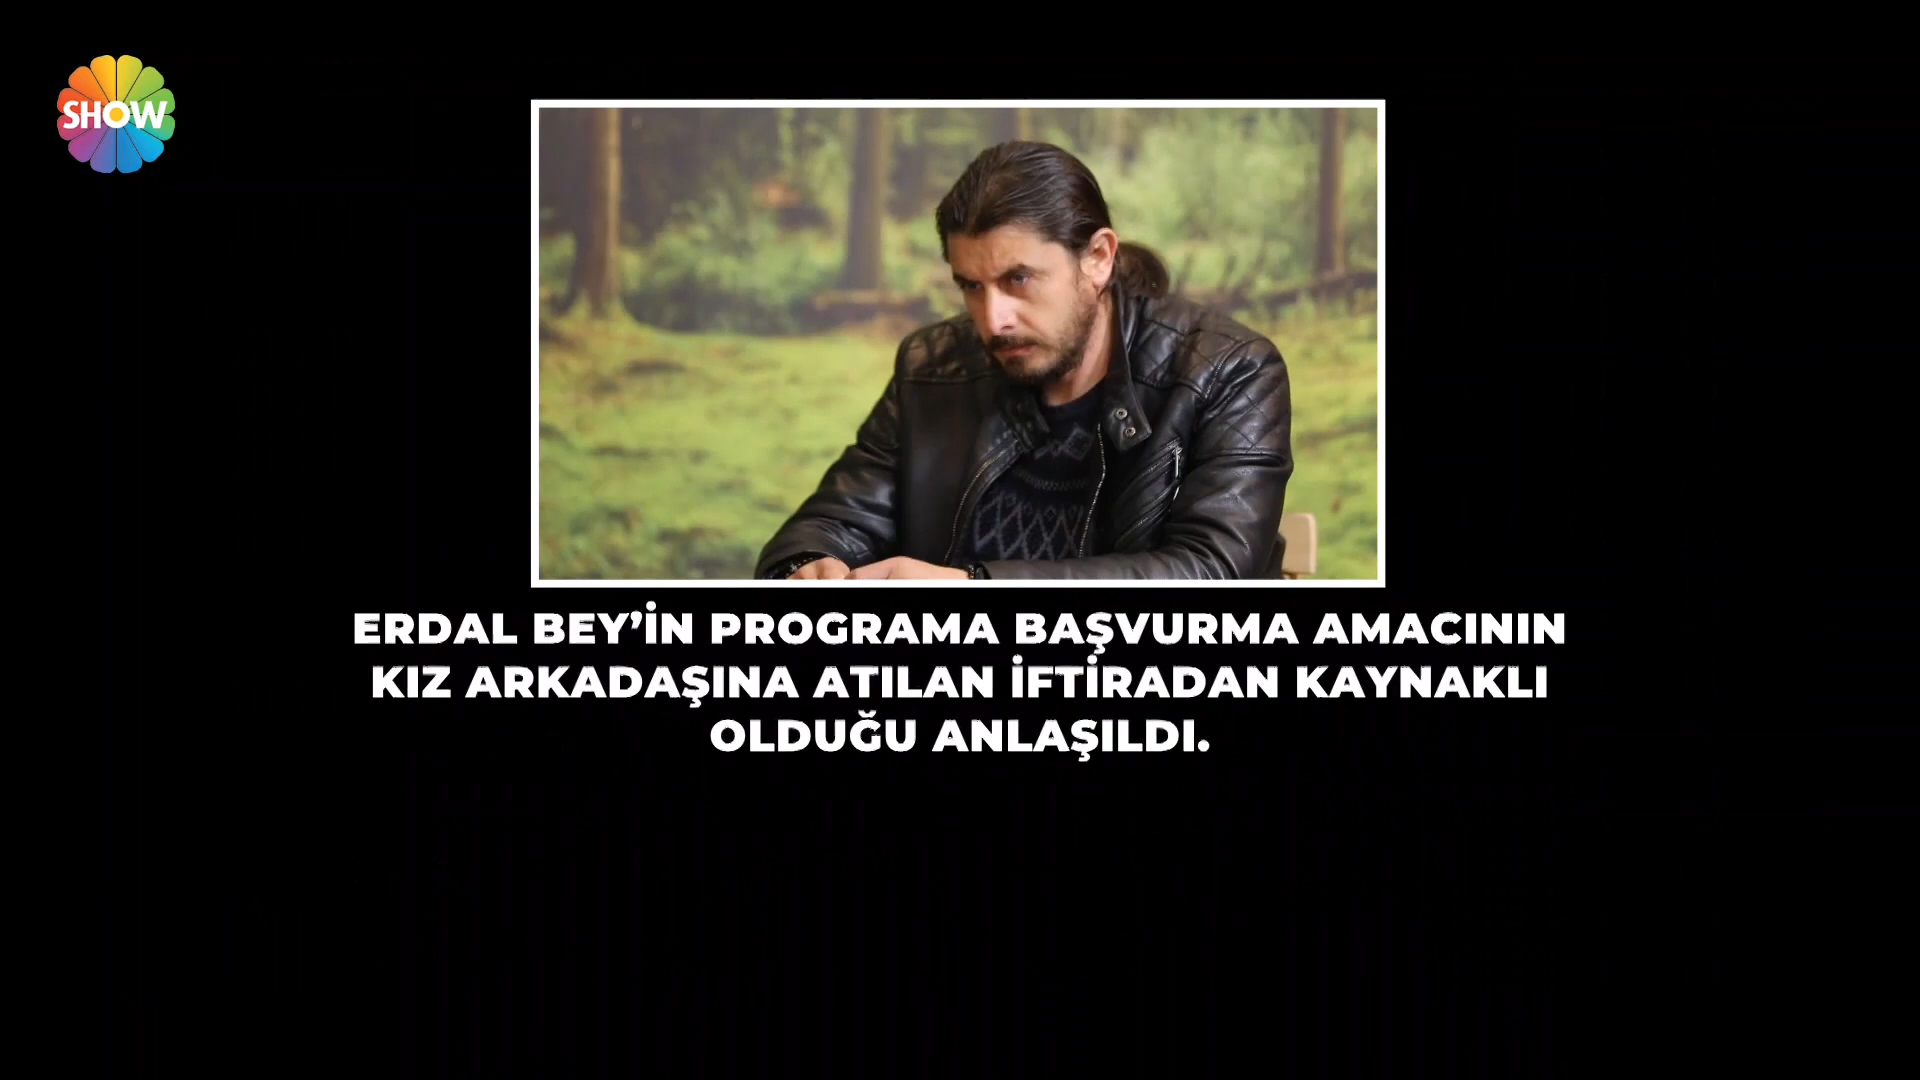 SHOW
ERDAL BEY’İN PROGRAMA BAŞVURMA AMACININ
KIZ ARKADAŞINA ATILAN İFTİRADAN KAYNAKLI
OLDUĞU ANLAŞILDI.